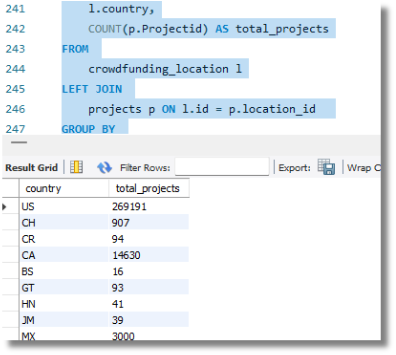 241 l.country,
242 COUNT(p.Projectid) AS total_projects
243 FROM
244 crowdfunding_location l
245 LEFT JOIN
246 projects p ON l.id = p.location_id
247 GROUP BY
Result Grid Filter Rows: Export: Wrap C
country total_projects
US 269191
CH 907
CR 94
CA 14630
BS 16
GT 93
HN 41
JM 39
MX 3000